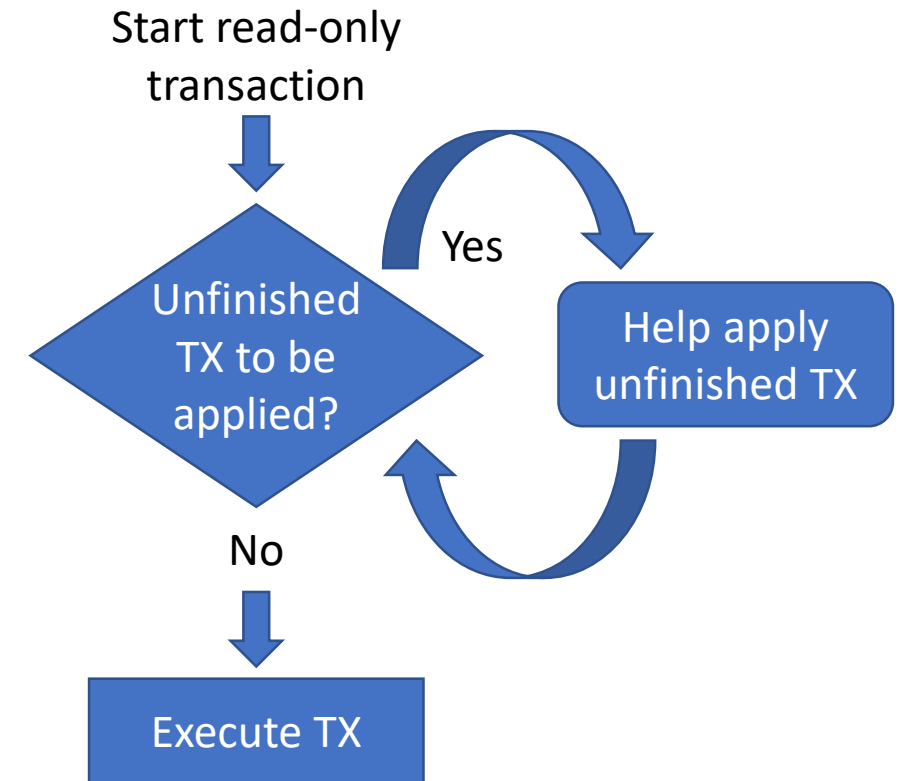 Start read-only
transaction
Yes
Unfinished
TX to be
applied?
Help apply
unfinished TX
No
Execute TX